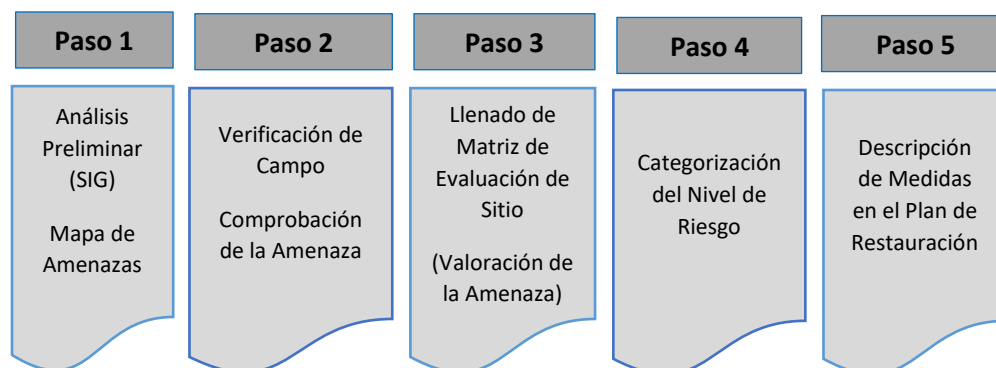 Paso 1
Análisis
Preliminar
(SIG)
Mapa de
Amenazas
Paso 2
Verificación de
Campo
Comprobación
de la Amenaza
Paso 3
Llenado de
Matriz de
Evaluación de
Sitio
(Valoración de
la Amenaza)
Paso 4
Categorización
del Nivel de
Riesgo
Paso 5
Descripción
de Medidas
en el Plan de
Restauración